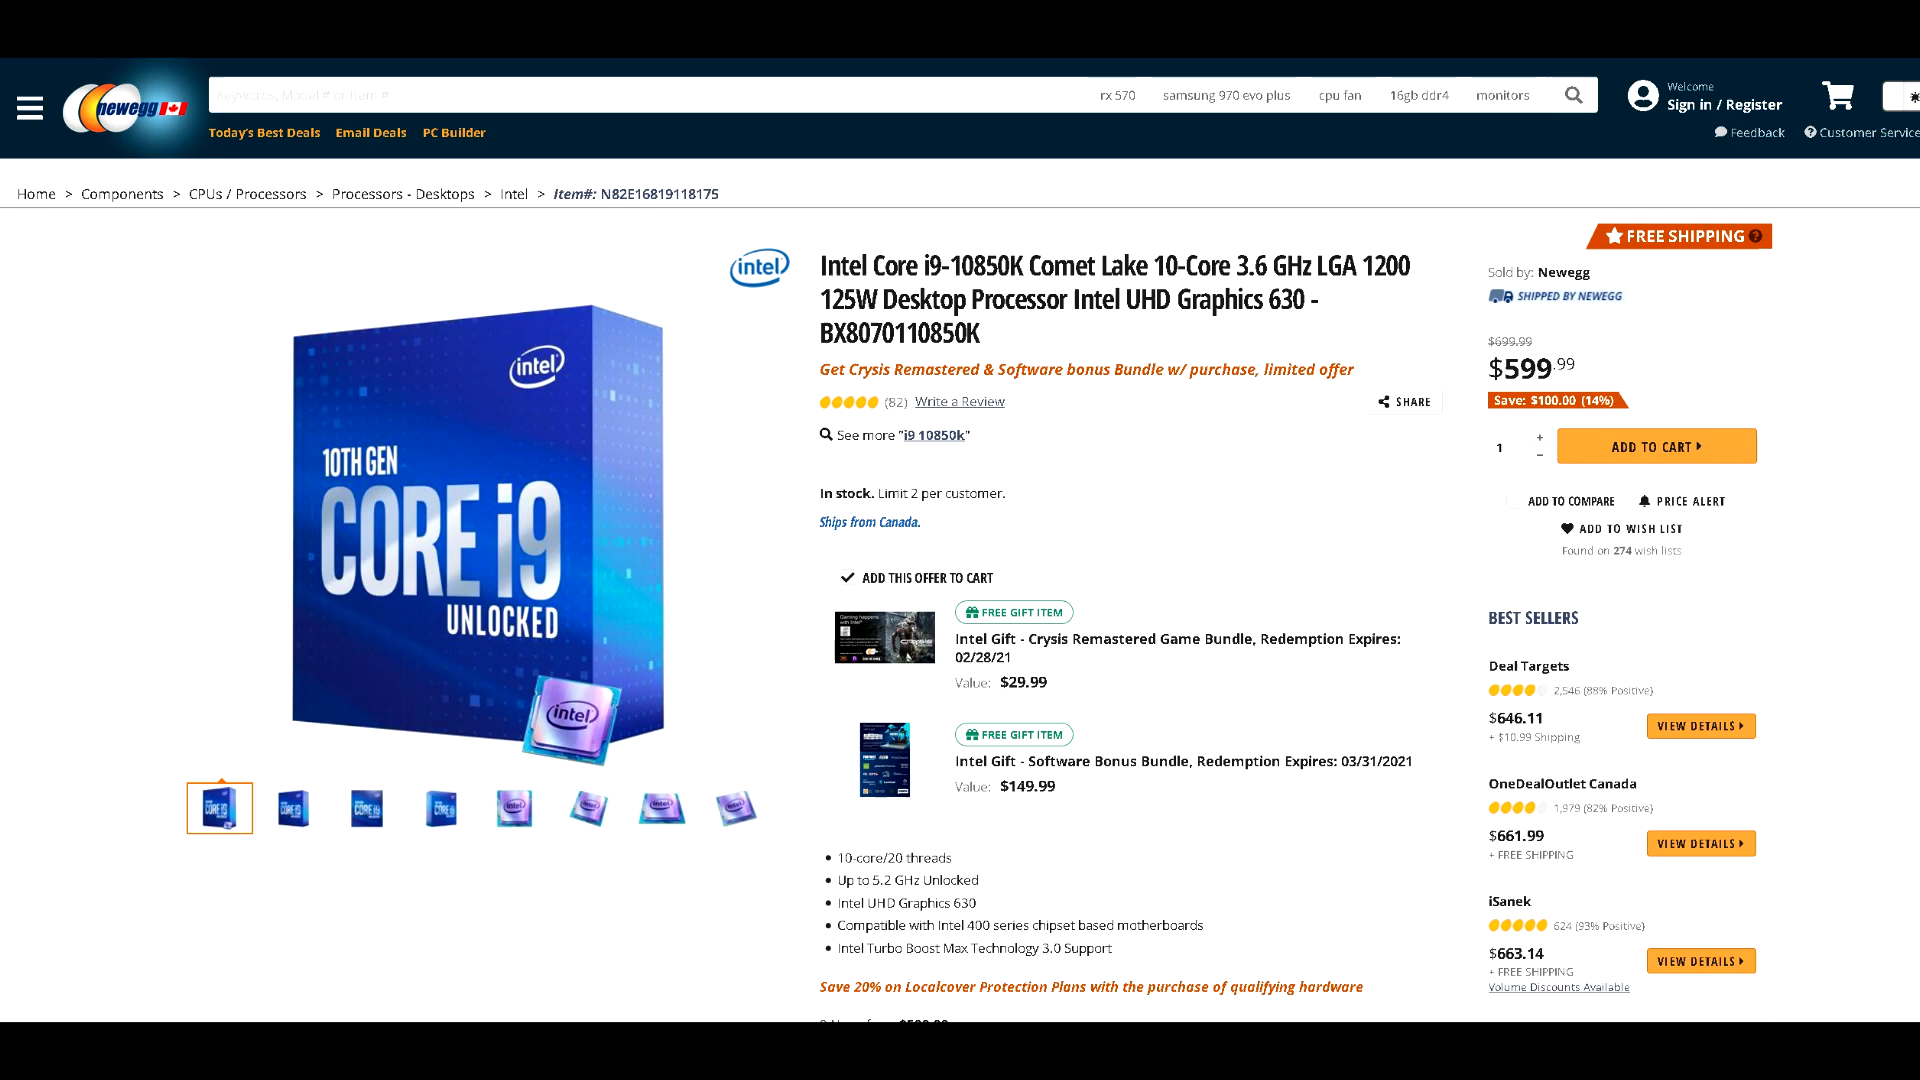 newegg
Keywords, Model # or Item #
rx 570
samsung 970 evo plus
cpu fan
16gb ddr4
monitors
Welcome
Sign in / Register
Today's Best Deals
Email Deals
PC Builder
Feedback
Customer Service
Home > Components > CPUs / Processors > Processors - Desktops > Intel > Item#: N82E16819118175
intel
intel
10TH GEN
CORE i9
UNLOCKED
intel
Intel Core i9-10850K Comet Lake 10-Core 3.6 GHz LGA 1200
125W Desktop Processor Intel UHD Graphics 630 -
BX8070110850K
Get Crysis Remastered & Software bonus Bundle w/ purchase, limited offer
(82) Write a Review
SHARE
See more "i9 10850k"
In stock. Limit 2 per customer.
Ships from Canada.
ADD THIS OFFER TO CART
FREE GIFT ITEM
Intel Gift - Crysis Remastered Game Bundle, Redemption Expires:
02/28/21
Value: $29.99
FREE GIFT ITEM
Intel Gift - Software Bonus Bundle, Redemption Expires: 03/31/2021
Value: $149.99
10-core/20 threads
Up to 5.2 GHz Unlocked
Intel UHD Graphics 630
Compatible with Intel 400 series chipset based motherboards
Intel Turbo Boost Max Technology 3.0 Support
Save 20% on Localcover Protection Plans with the purchase of qualifying hardware
FREE SHIPPING
Sold by: Newegg
SHIPPED BY NEWEGG
$699.99
$599.99
Save: $100.00 (14%)
1
+
−
ADD TO CART
ADD TO COMPARE
PRICE ALERT
ADD TO WISH LIST
Found on 274 wish lists
BEST SELLERS
Deal Targets
2,546 (88% Positive)
$646.11
+ $10.99 Shipping
VIEW DETAILS
OneDealOutlet Canada
1,979 (82% Positive)
$661.99
+ FREE SHIPPING
VIEW DETAILS
iSanek
624 (93% Positive)
$663.14
+ FREE SHIPPING
Volume Discounts Available
VIEW DETAILS